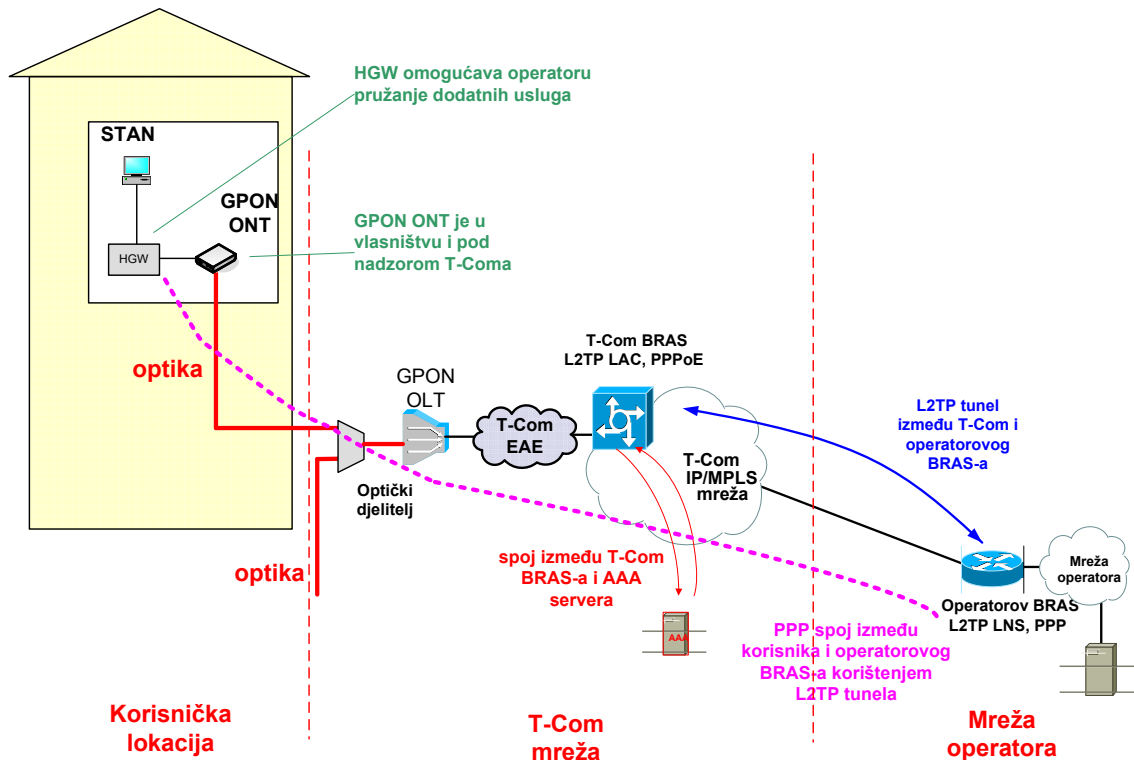 HGW omogućava operatoru
pružanje dodatnih usluga
STAN
GPON
ONT
HGW
GPON ONT je u
vlasništvu i pod
nadzorom T-Coma
optika
GPON
OLT
T-Com
EAE
T-Com BRAS
L2TP LAC, PPPoE
L2TP tunel
između T-Com i
operatorovog
BRAS-a
T-Com
IP/MPLS
mreža
Optički
djelitelj
optika
spoj između T-Com
BRAS-a i AAA
servera
AAA
Mreža
operatora
Operatorov BRAS
L2TP LNS, PPP
PPP spoj između
korisnika i operatorovog
BRAS-a korištenjem
L2TP tunela
Korisnička
lokacija
T-Com
mreža
Mreža
operatora